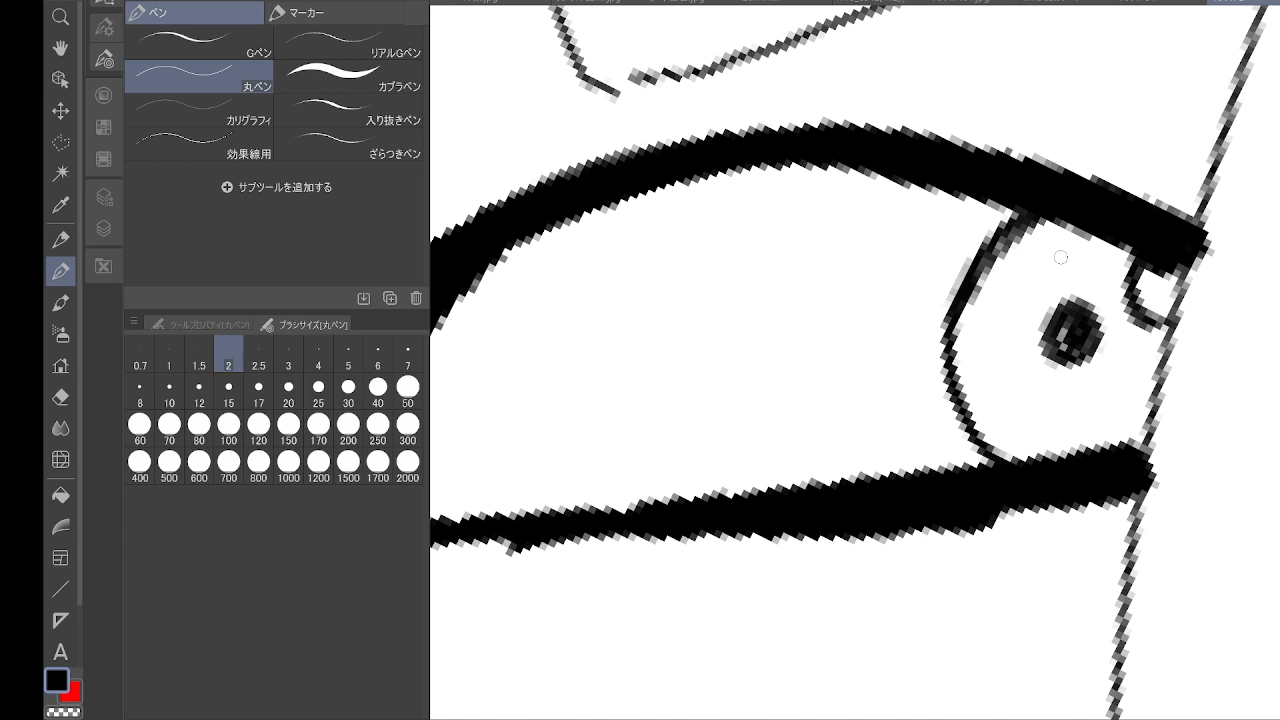 ペン マーカー
Gペン リアルGペン
丸ペン カブラペン
カリグラフィ 入り抜きペン
効果線用 ざらつきペン
サブツールを追加する
ツールプロパティ[丸ペン] ブラシサイズ[丸ペン]
0.7 1 1.5 2 2.5 3 4 5 6 7
8 10 12 15 17 20 25 30 40 50
60 70 80 100 120 150 170 200 250 300
400 500 600 700 800 1000 1200 1500 1700 2000
A